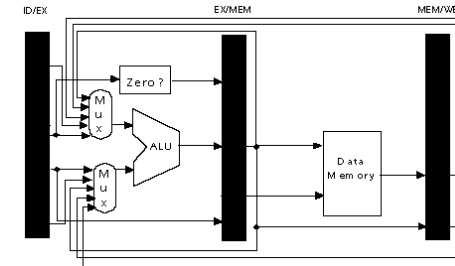 ID/EX
EX/MEM
MEM/WB
Zero ?
M
u
x
ALU
M
u
x
Data
Memory